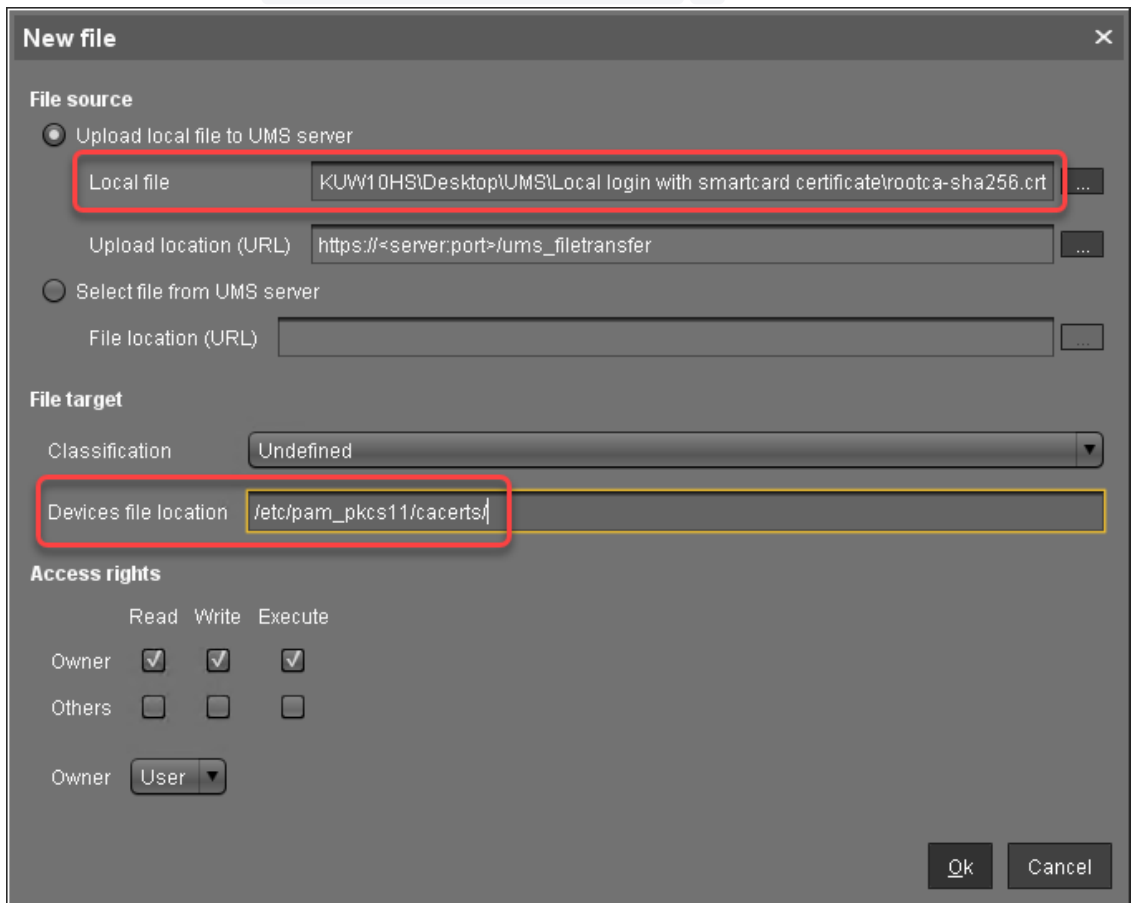 New file
File source
Upload local file to UMS server
Local file KUW10HS\Desktop\UMS\Local login with smartcard certificate\rootca-sha256.crt ...
Upload location (URL) https://<server:port>/ums_filetransfer ...
Select file from UMS server
File location (URL) ...
File target
Classification Undefined
Devices file location /etc/pam_pkcs11/cacerts/
Access rights
Read Write Execute
Owner
Others
Owner User
Ok Cancel